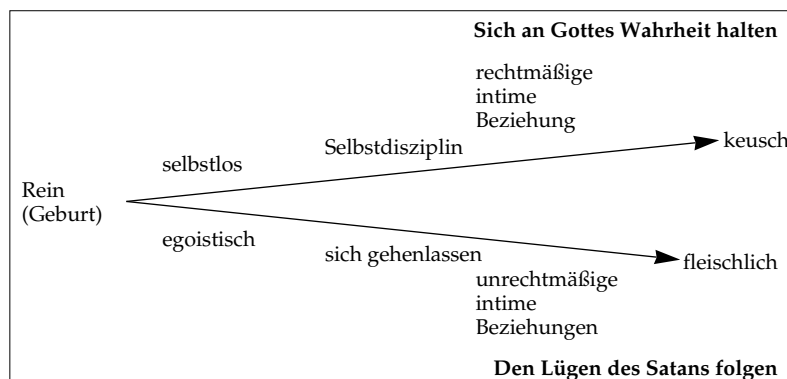 Sich an Gottes Wahrheit halten
rechtmäßige
intime
Beziehung
Selbstdisziplin
keusch
selbstlos
Rein
(Geburt)
egoistisch
sich gehenlassen
fleischlich
unrechtmäßige
intime
Beziehungen
Den Lügen des Satans folgen